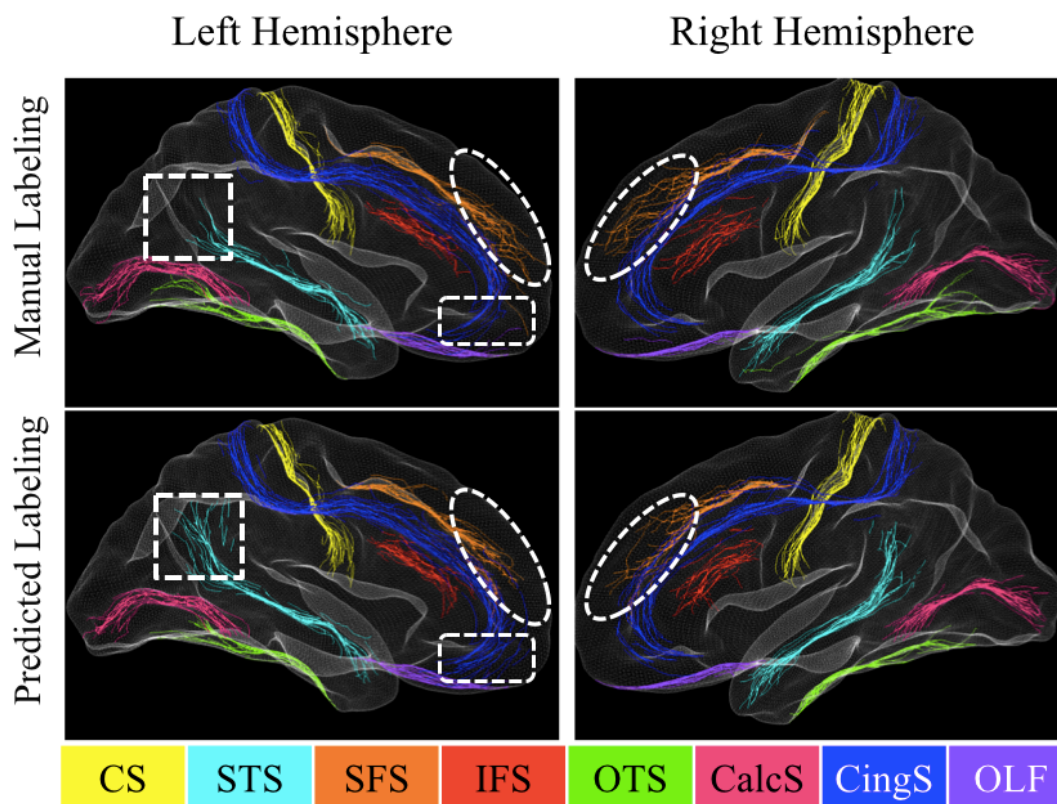 Left Hemisphere
Right Hemisphere
Manual Labeling
Predicted Labeling
CS
STS
SFS
IFS
OTS
CalcS
CingS
OLF